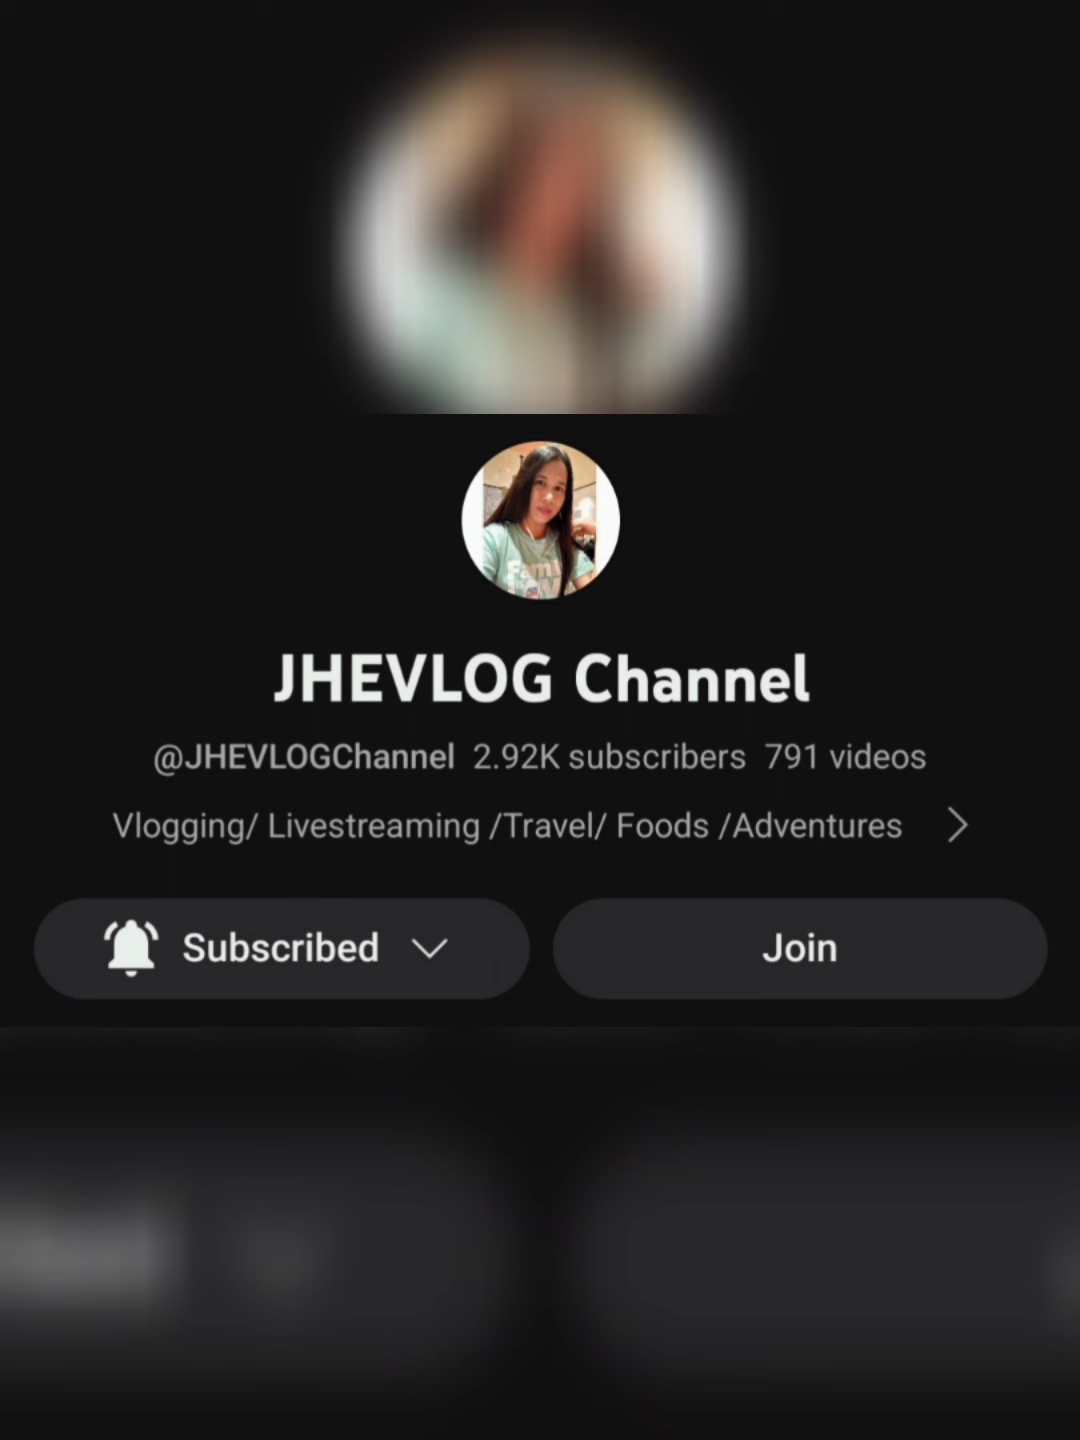 JHEVLOG Channel
@JHEVLOGChannel 2.92K subscribers 791 videos
Vlogging/ Livestreaming /Travel/ Foods /Adventures
Subscribed
Join